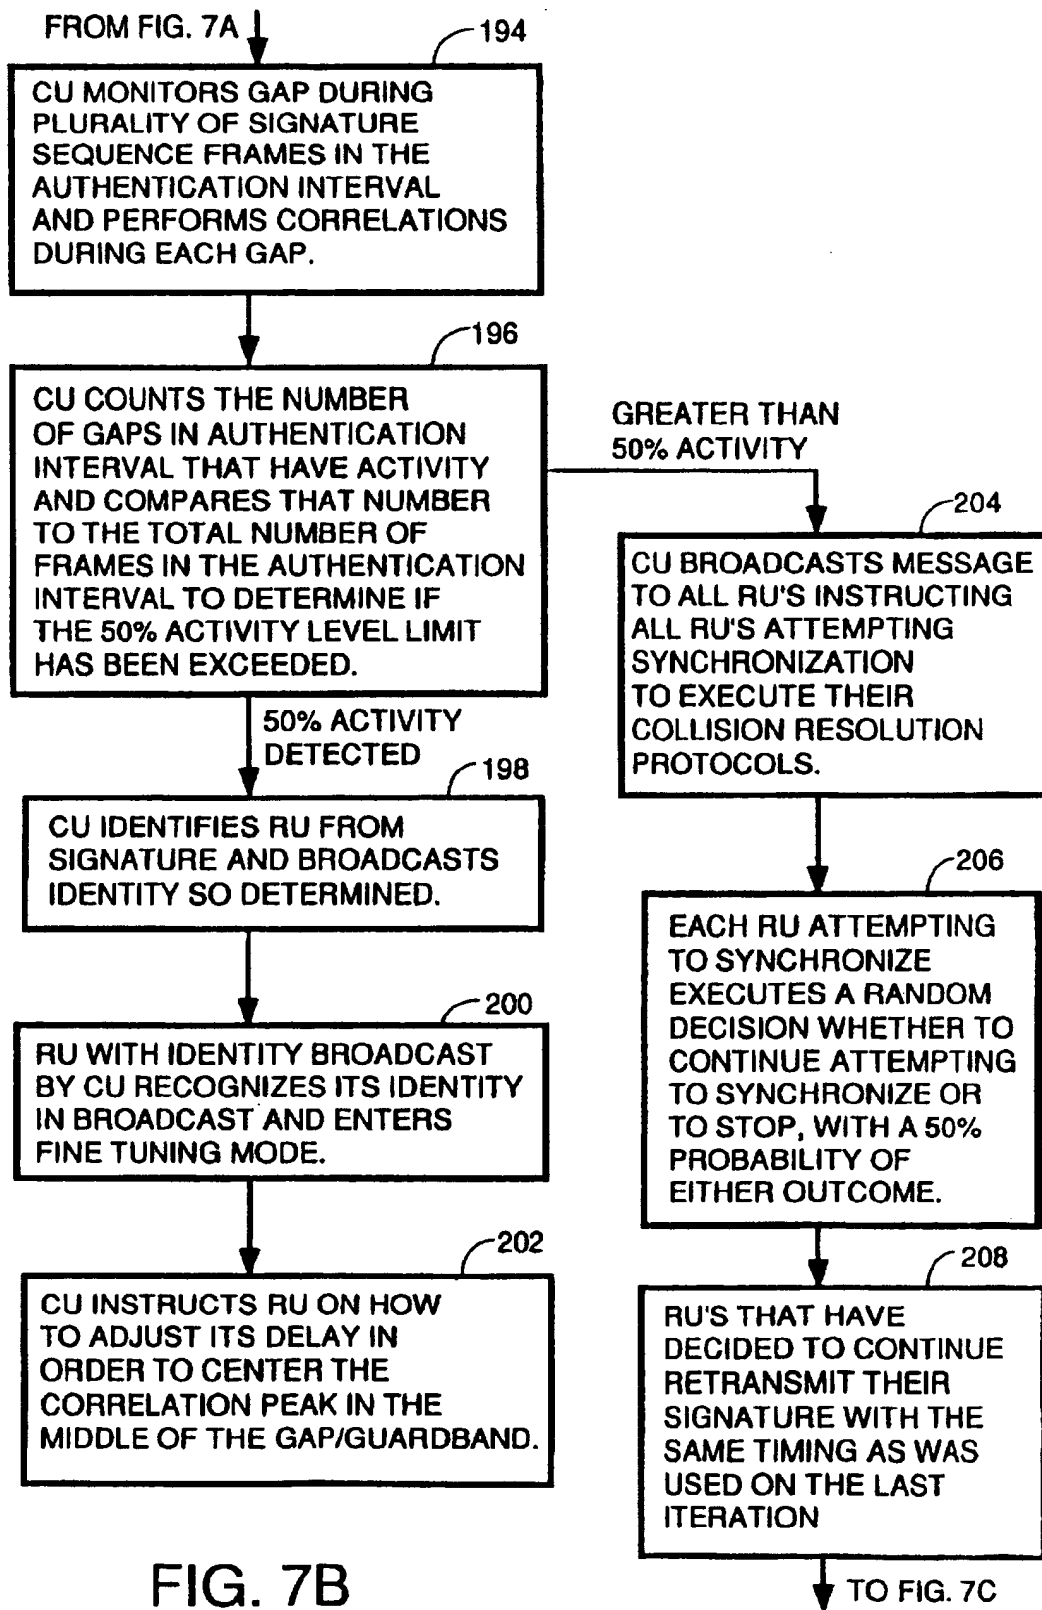 FROM FIG. 7A
194
CU MONITORS GAP DURING
PLURALITY OF SIGNATURE
SEQUENCE FRAMES IN THE
AUTHENTICATION INTERVAL
AND PERFORMS CORRELATIONS
DURING EACH GAP.
196
CU COUNTS THE NUMBER
OF GAPS IN AUTHENTICATION
INTERVAL THAT HAVE ACTIVITY
AND COMPARES THAT NUMBER
TO THE TOTAL NUMBER OF
FRAMES IN THE AUTHENTICATION
INTERVAL TO DETERMINE IF
THE 50% ACTIVITY LEVEL LIMIT
HAS BEEN EXCEEDED.
50% ACTIVITY
DETECTED
198
CU IDENTIFIES RU FROM
SIGNATURE AND BROADCASTS
IDENTITY SO DETERMINED.
200
RU WITH IDENTITY BROADCAST
BY CU RECOGNIZES ITS IDENTITY
IN BROADCAST AND ENTERS
FINE TUNING MODE.
202
CU INSTRUCTS RU ON HOW
TO ADJUST ITS DELAY IN
ORDER TO CENTER THE
CORRELATION PEAK IN THE
MIDDLE OF THE GAP/GUARDBAND.
GREATER THAN
50% ACTIVITY
204
CU BROADCASTS MESSAGE
TO ALL RU'S INSTRUCTING
ALL RU'S ATTEMPTING
SYNCHRONIZATION
TO EXECUTE THEIR
COLLISION RESOLUTION
PROTOCOLS.
206
EACH RU ATTEMPTING
TO SYNCHRONIZE
EXECUTES A RANDOM
DECISION WHETHER TO
CONTINUE ATTEMPTING
TO SYNCHRONIZE OR
TO STOP, WITH A 50%
PROBABILITY OF
EITHER OUTCOME.
208
RU'S THAT HAVE
DECIDED TO CONTINUE
RETRANSMIT THEIR
SIGNATURE WITH THE
SAME TIMING AS WAS
USED ON THE LAST
ITERATION
TO FIG. 7C
FIG. 7B